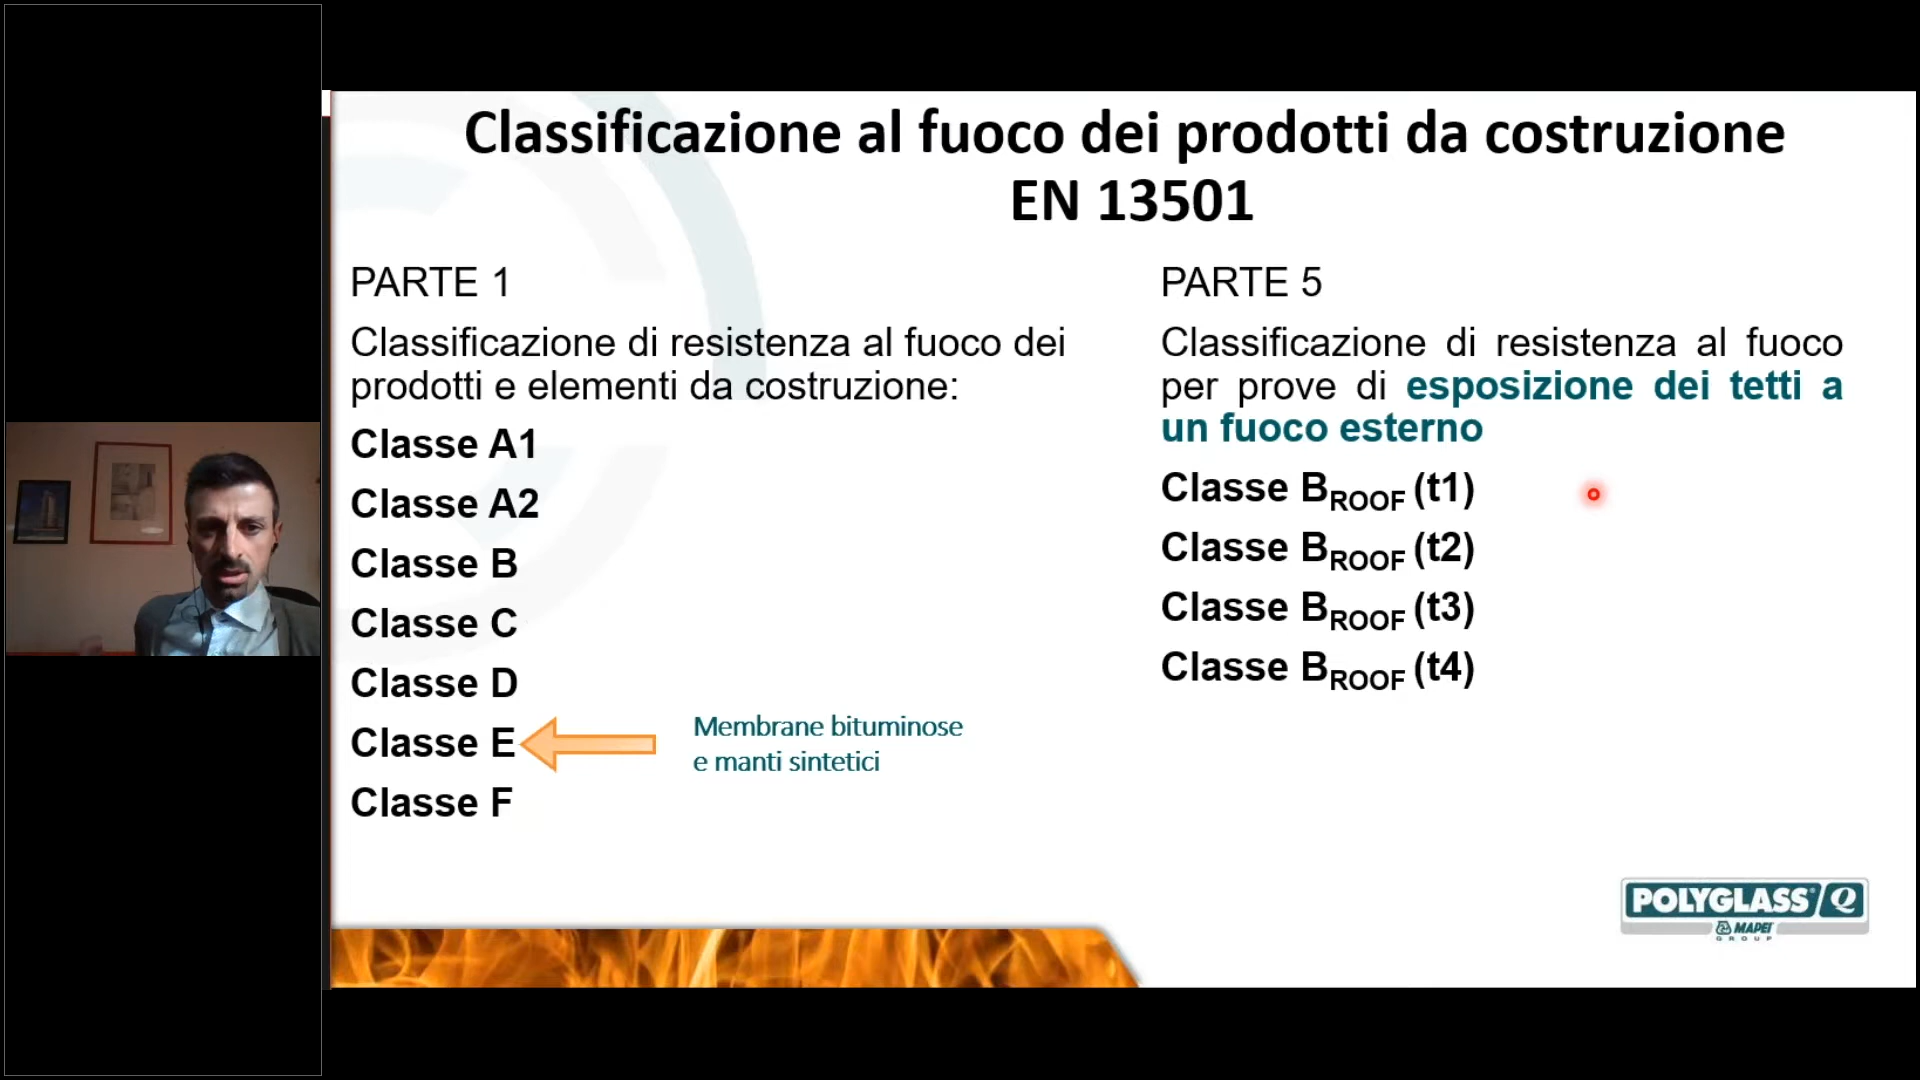 Classificazione al fuoco dei prodotti da costruzione
EN 13501
PARTE 1
Classificazione di resistenza al fuoco dei
prodotti e elementi da costruzione:
Classe A1
Classe A2
Classe B
Classe C
Classe D
Classe E
Membrane bituminose
e manti sintetici
Classe F
PARTE 5
Classificazione di resistenza al fuoco
per prove di esposizione dei tetti a
un fuoco esterno
Classe BROOF (t1)
Classe BROOF (t2)
Classe BROOF (t3)
Classe BROOF (t4)
POLYGLASS® Q
MAPEI
GROUP